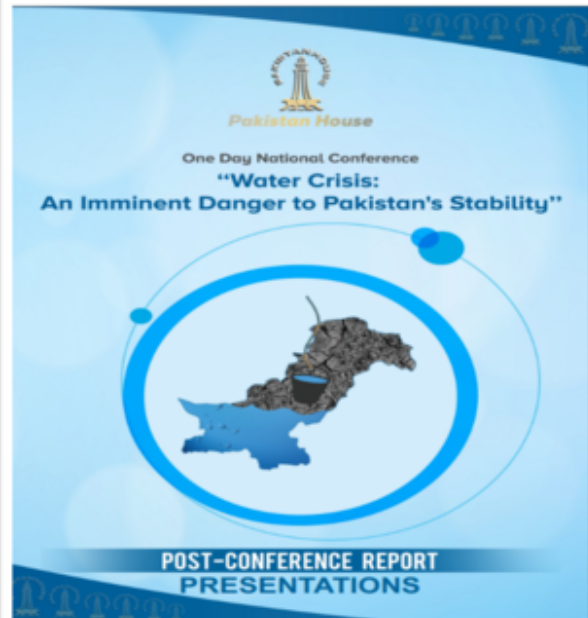 Pakistan House
One Day National Conference
“Water Crisis:
An Imminent Danger to Pakistan's Stability”
POST-CONFERENCE REPORT
PRESENTATIONS